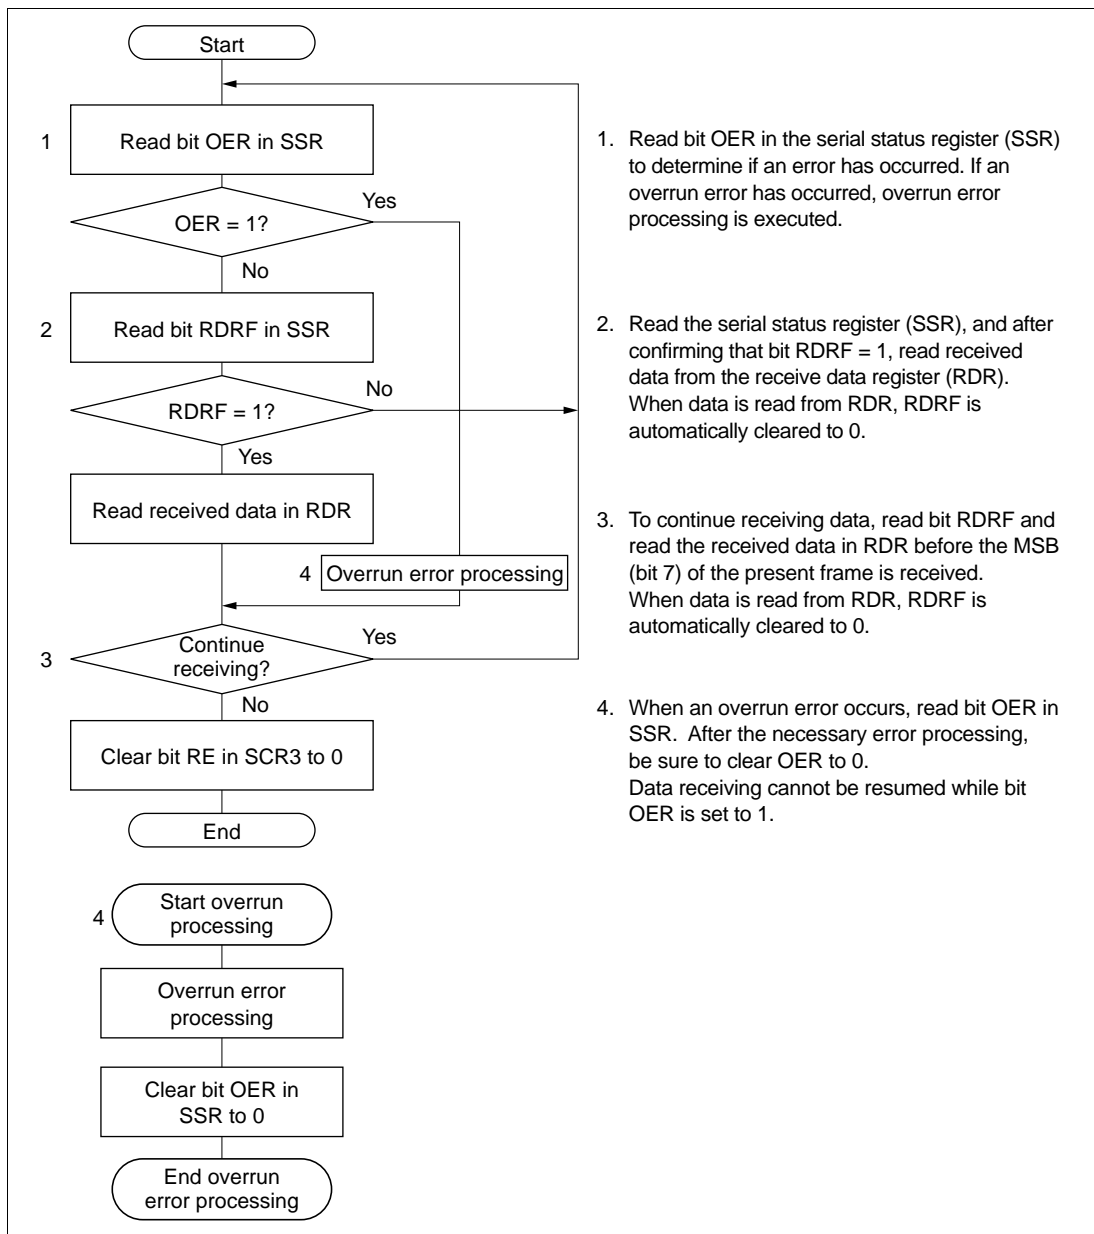 Start
1
Read bit OER in SSR
OER = 1?
Yes
No
2
Read bit RDRF in SSR
RDRF = 1?
No
Yes
Read received data in RDR
4
Overrun error processing
3
Continue
receiving?
Yes
No
Clear bit RE in SCR3 to 0
End
4
Start overrun
processing
Overrun error
processing
Clear bit OER in
SSR to 0
End overrun
error processing
1. Read bit OER in the serial status register (SSR)
to determine if an error has occurred. If an
overrun error has occurred, overrun error
processing is executed.
2. Read the serial status register (SSR), and after
confirming that bit RDRF = 1, read received
data from the receive data register (RDR).
When data is read from RDR, RDRF is
automatically cleared to 0.
3. To continue receiving data, read bit RDRF and
read the received data in RDR before the MSB
(bit 7) of the present frame is received.
When data is read from RDR, RDRF is
automatically cleared to 0.
4. When an overrun error occurs, read bit OER in
SSR. After the necessary error processing,
be sure to clear OER to 0.
Data receiving cannot be resumed while bit
OER is set to 1.